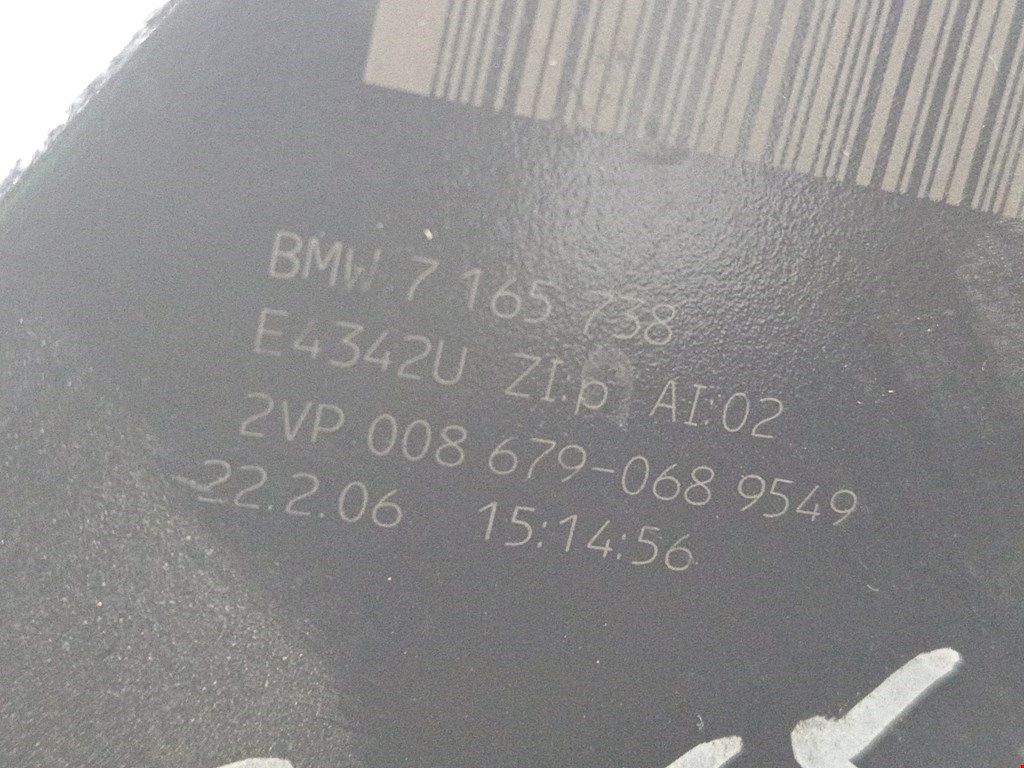 BMW 7 165 738
E4342U ZI:p AI:02
2VP 008 679-068 9549
22.2.06 15:14:56